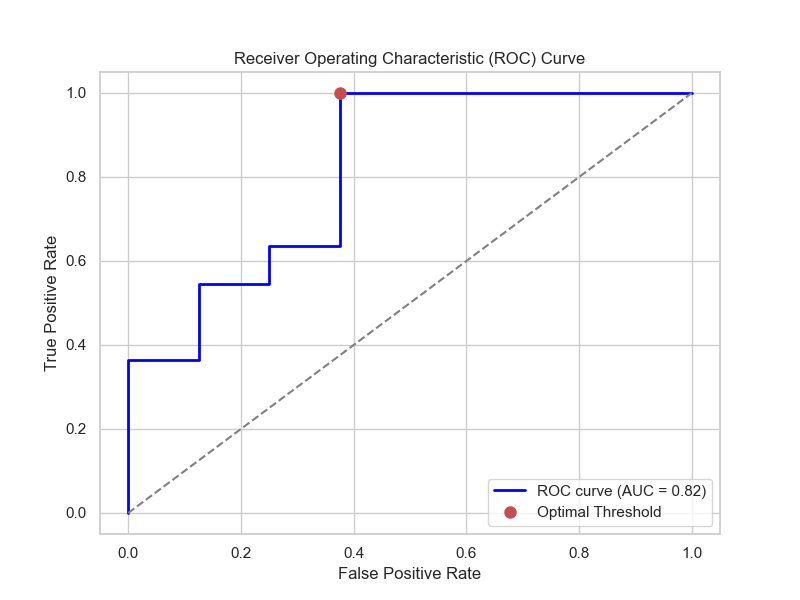 Receiver Operating Characteristic (ROC) Curve
True Positive Rate
1.0
0.8
0.6
0.4
0.2
0.0
ROC curve (AUC = 0.82)
Optimal Threshold
0.0 0.2 0.4 0.6 0.8 1.0
False Positive Rate